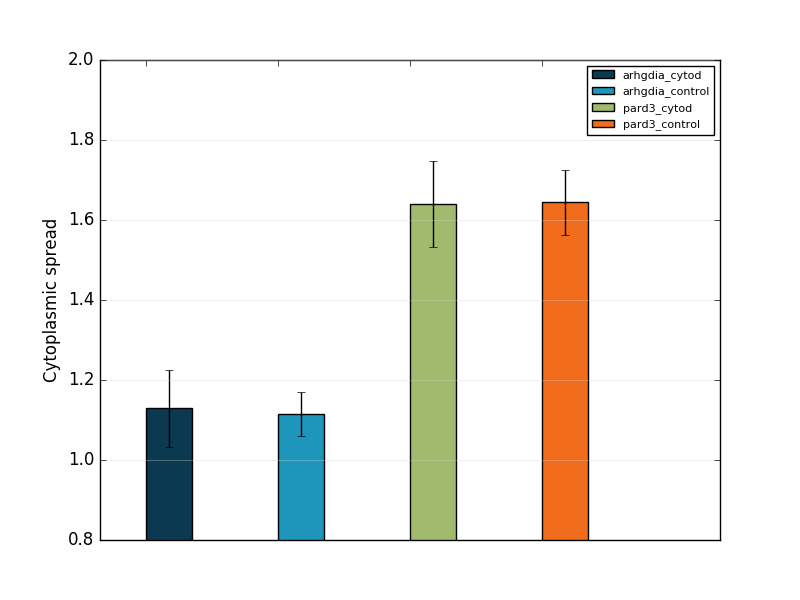 2.0
1.8
1.6
1.4
1.2
1.0
0.8
Cytoplasmic spread
arhgdia_cytod
arhgdia_control
pard3_cytod
pard3_control